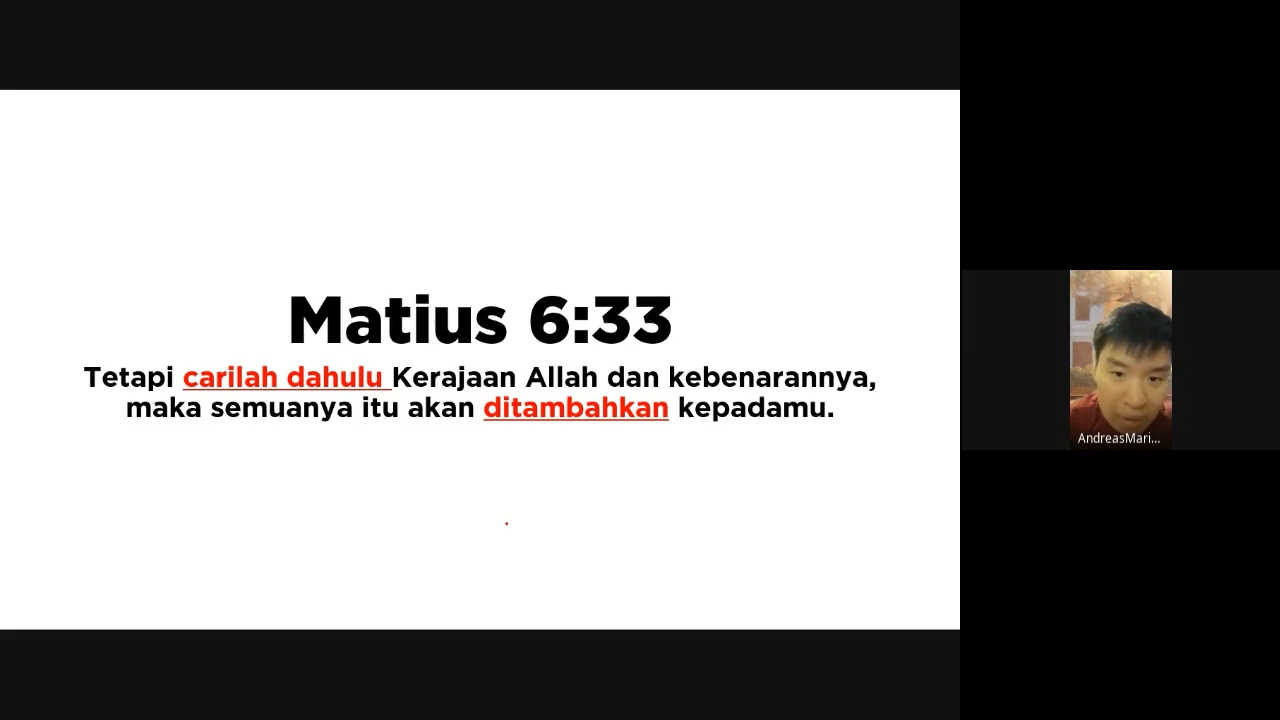 Matius 6:33
Tetapi carilah dahulu Kerajaan Allah dan kebenarannya,
maka semuanya itu akan ditambahkan kepadamu.
AndreasMari...